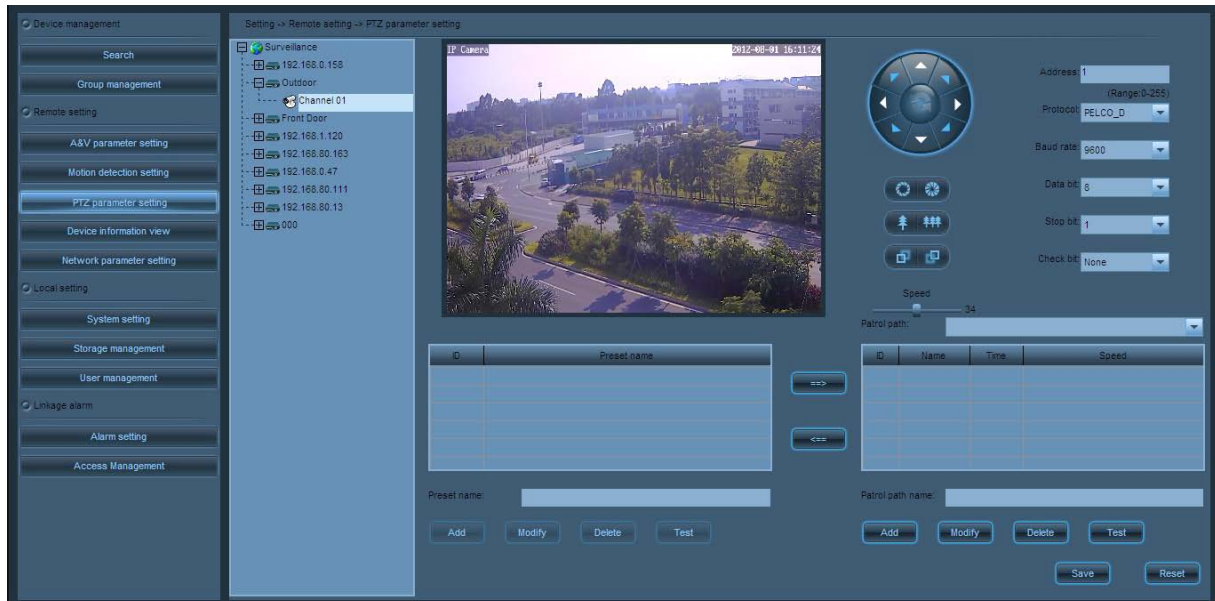 Device management
Search
Group management
Remote setting
A&V parameter setting
Motion detection setting
PTZ parameter setting
Device information view
Network parameter setting
Local setting
System setting
Storage management
User management
Linkage alarm
Alarm setting
Access Management
Setting -> Remote setting -> PTZ parameter setting
Surveillance
192.168.0.158
Outdoor
Channel 01
Front Door
192.168.1.120
192.168.80.163
192.168.0.47
192.168.80.111
192.168.80.13
000
IP Camera 2012-08-01 16:11:24
Address: 1
(Range:0-255)
Protocol: PELCO_D
Baud rate: 9600
Data bit: 8
Stop bit: 1
Check bit: None
Speed
34
Patrol path:
ID Preset name
==>
<==
ID Name Time Speed
Preset name:
Add Modify Delete Test
Patrol path name:
Add Modify Delete Test
Save Reset